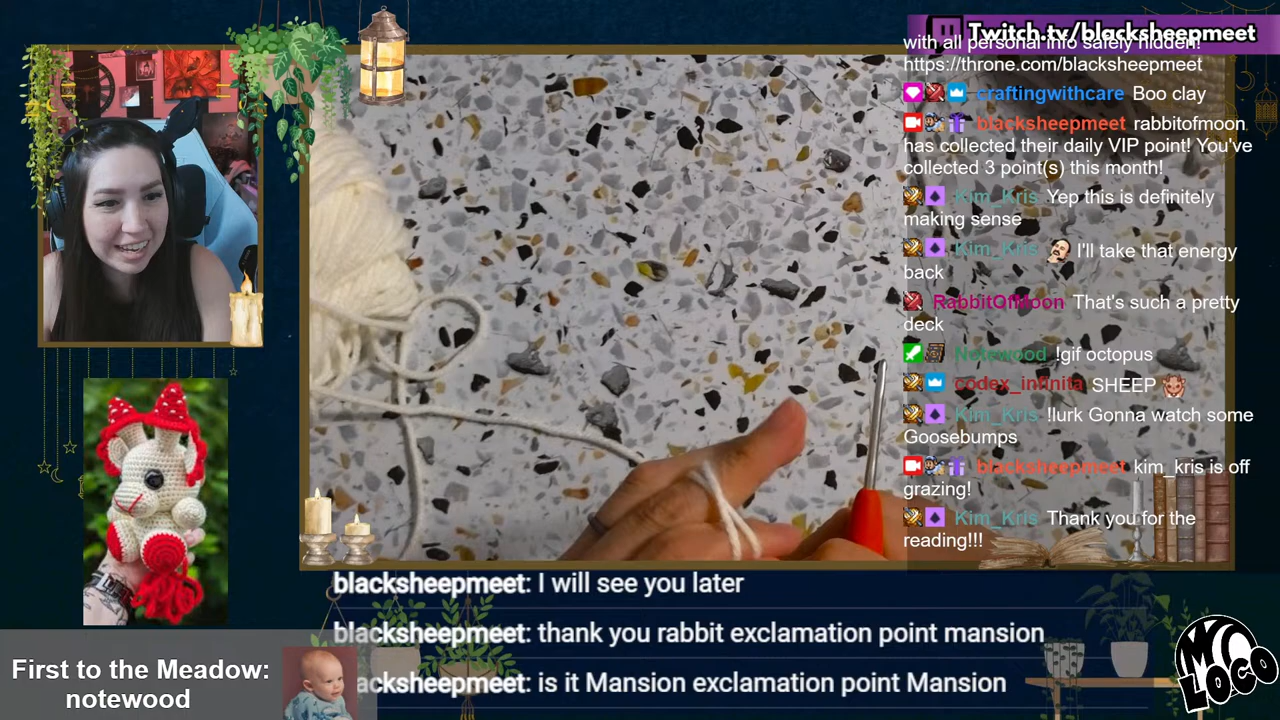 Twitch.tv/blacksheepmeet
with all personal info safely hidden!
https://throne.com/blacksheepmeet
craftingwithcare Boo clay
blacksheepmeet rabbitofmoon
has collected their daily VIP point! You've
collected 3 point(s) this month!
Kim_Kris Yep this is definitely
making sense
Kim_Kris I'll take that energy
back
RabbitOfMoon That's such a pretty
deck
Notewood !gif octopus
codex_infinita SHEEP
Kim_Kris !lurk Gonna watch some
Goosebumps
blacksheepmeet kim_kris is off
grazing!
Kim_Kris Thank you for the
reading!!!
blacksheepmeet: I will see you later
blacksheepmeet: thank you rabbit exclamation point mansion
acksheepmeet: is it Mansion exclamation point Mansion
First to the Meadow:
notewood
MC
LOCO